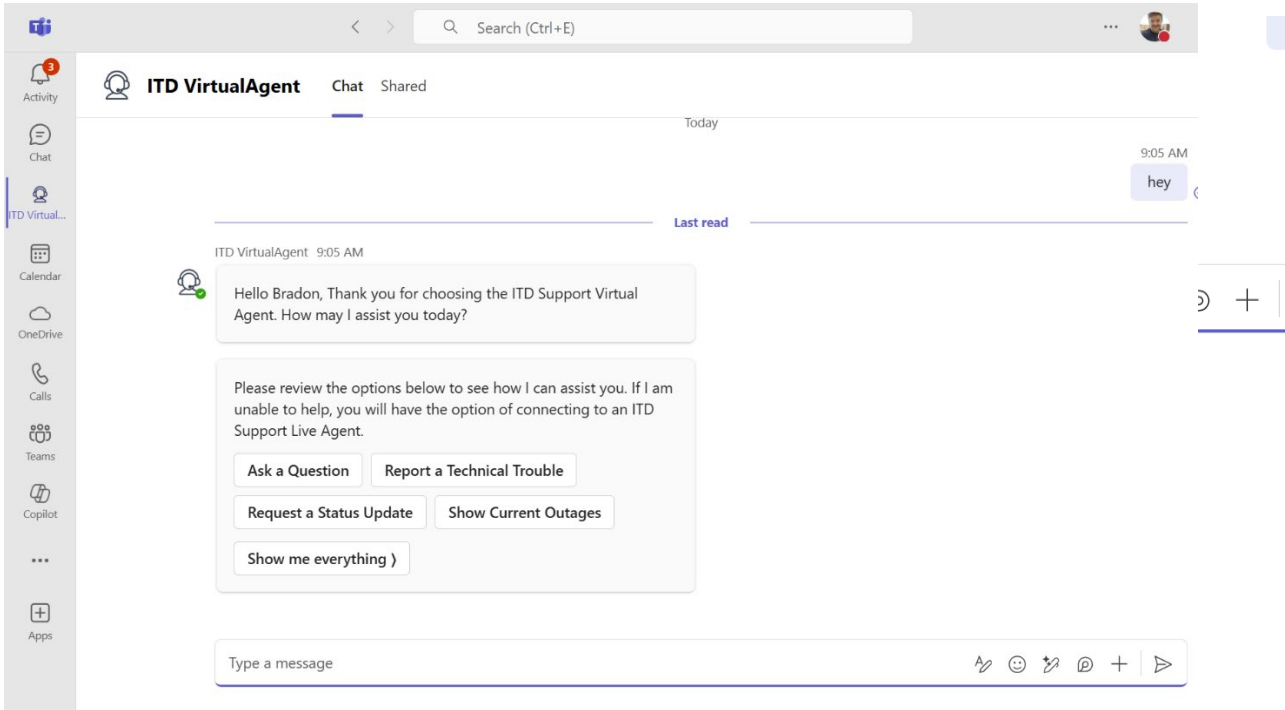 Search (Ctrl+E)
3
Activity
Chat
ITD Virtual...
Calendar
OneDrive
Calls
Teams
Copilot
Apps
ITD VirtualAgent Chat Shared
Today
9:05 AM
hey
Last read
ITD VirtualAgent 9:05 AM
Hello Bradon, Thank you for choosing the ITD Support Virtual
Agent. How may I assist you today?
Please review the options below to see how I can assist you. If I am
unable to help, you will have the option of connecting to an ITD
Support Live Agent.
Ask a Question Report a Technical Trouble
Request a Status Update Show Current Outages
Show me everything ⟩
Type a message